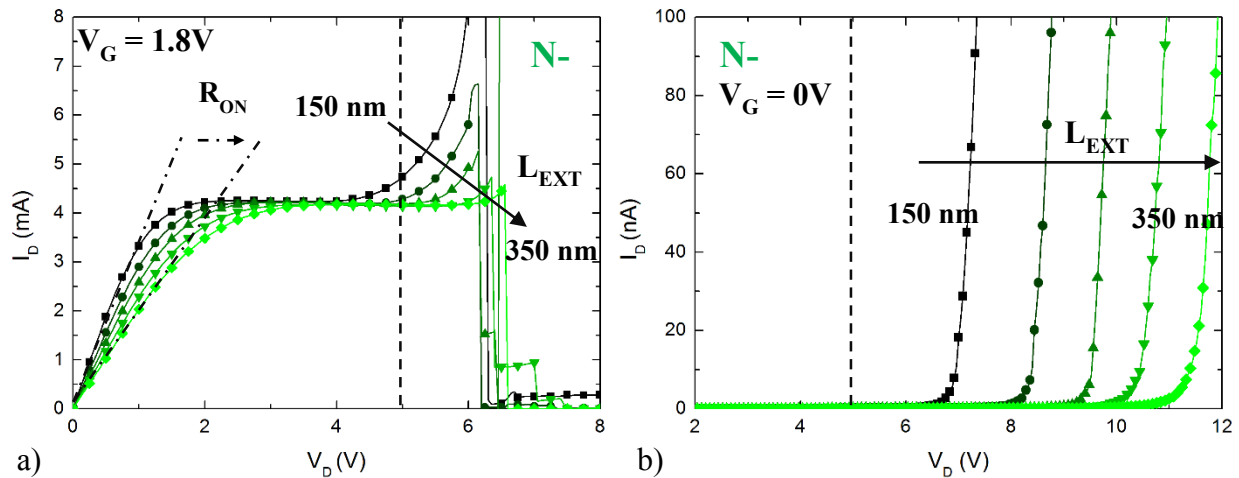 V_G = 1.8V
N-
R_ON
150 nm
L_EXT
350 nm
8
7
6
5
4
3
2
1
0
I_D (mA)
0 2 4 6 8
V_D (V)
a)
N-
V_G = 0V
L_EXT
150 nm
350 nm
100
80
60
40
20
0
I_D (nA)
2 4 6 7 8 10 11 12
V_D (V)
b)